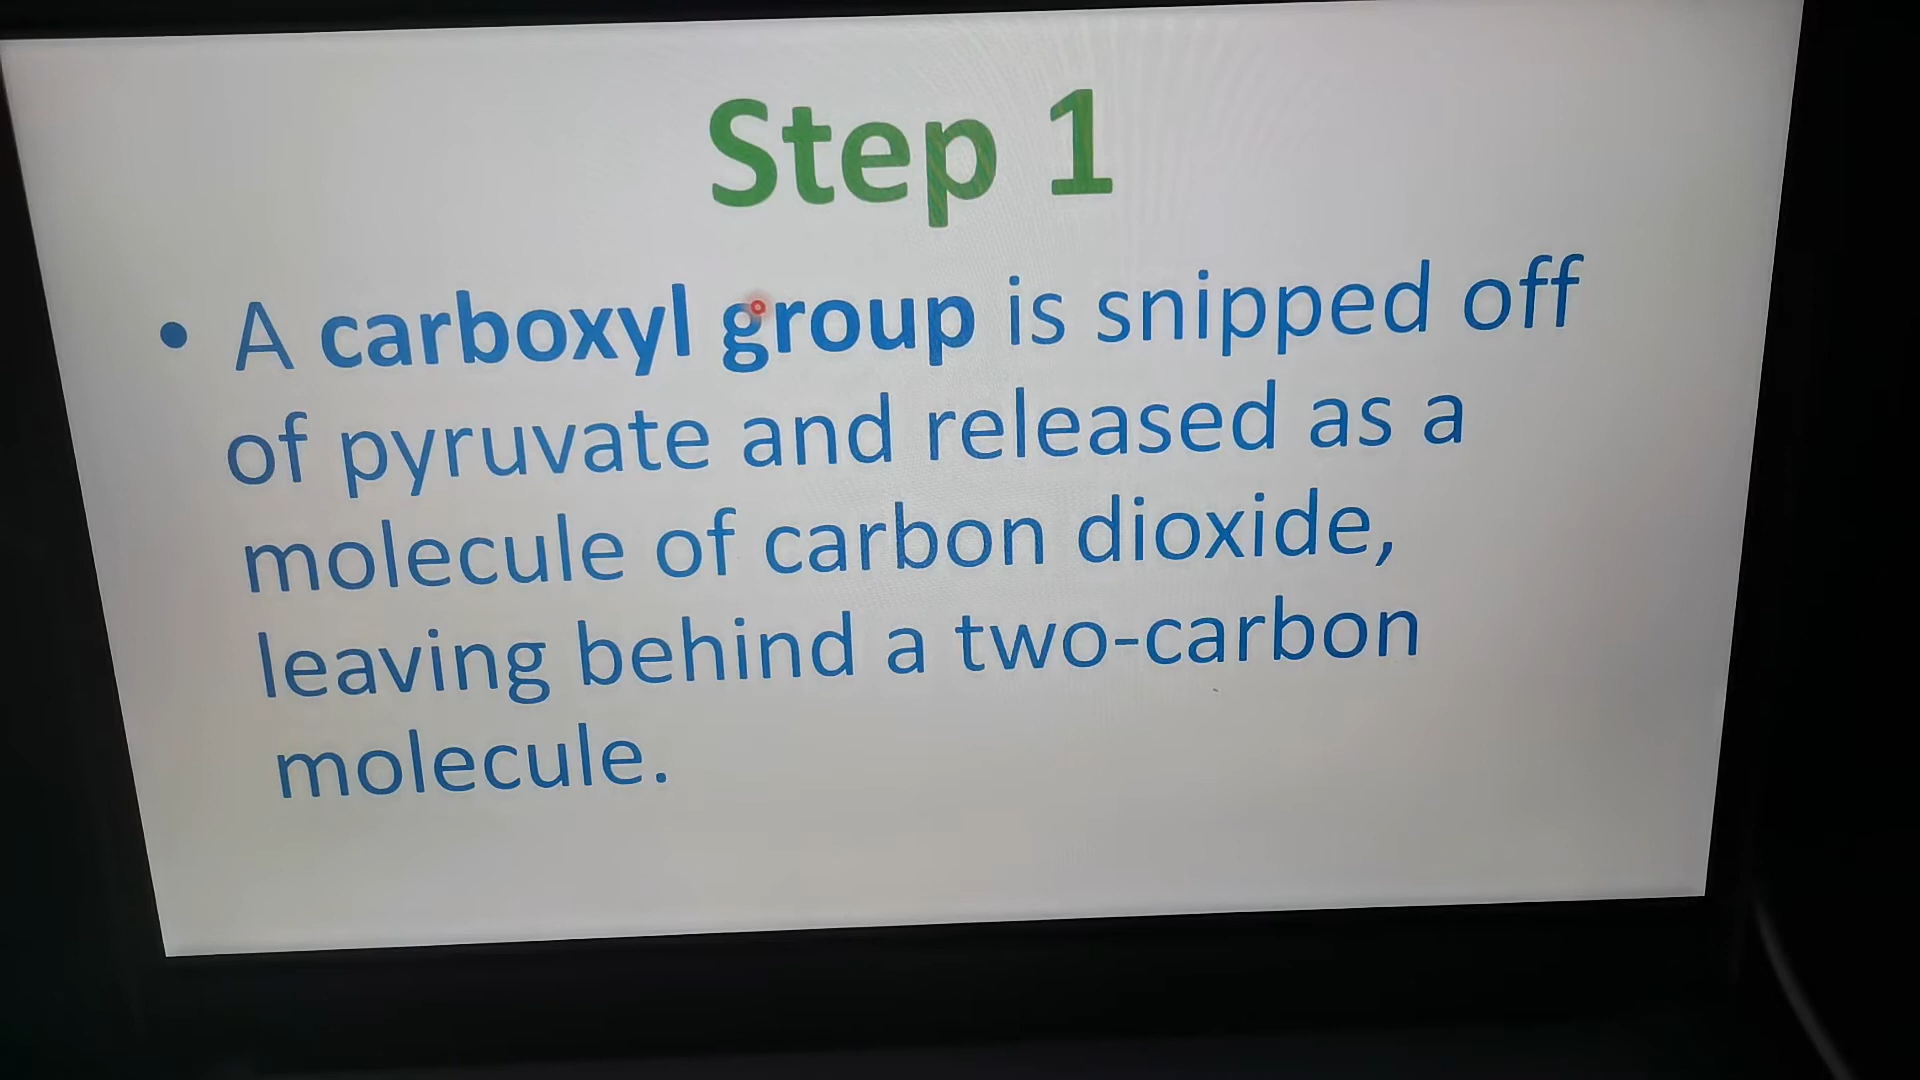 Step 1
• A carboxyl group is snipped off
of pyruvate and released as a
molecule of carbon dioxide,
leaving behind a two-carbon
molecule.